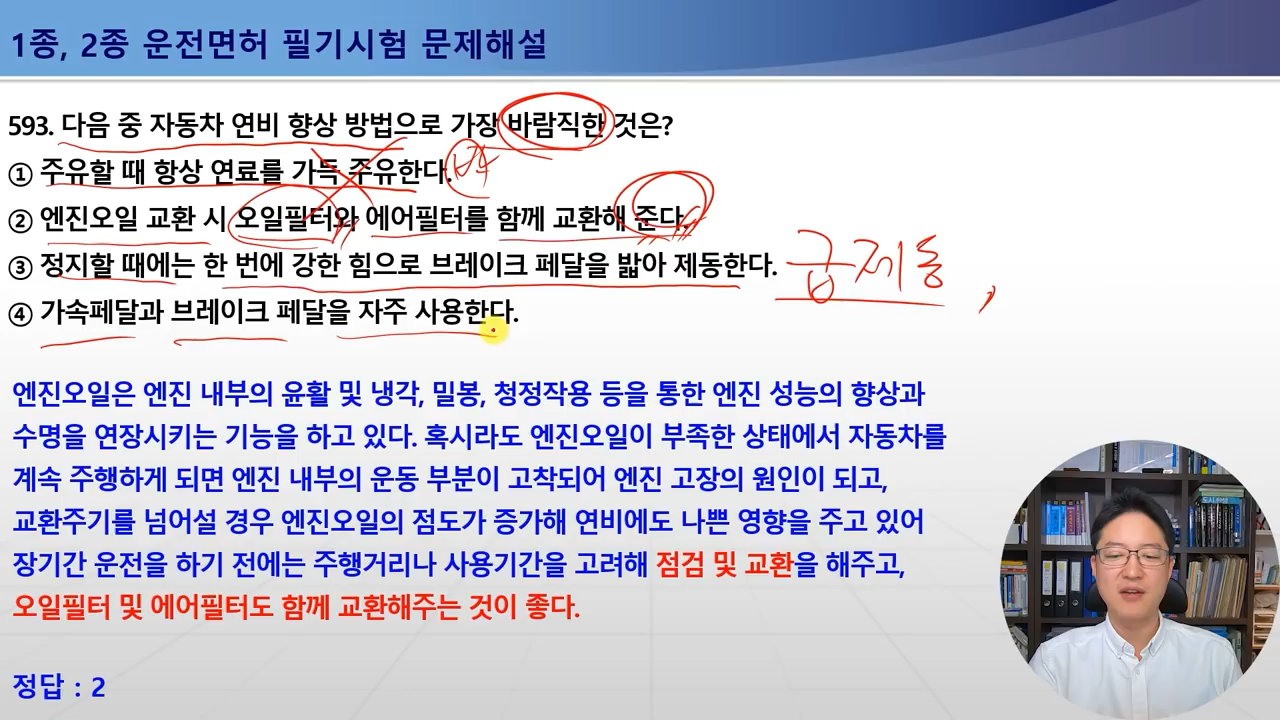 1종, 2종 운전면허 필기시험 문제해설
593. 다음 중 자동차 연비 향상 방법으로 가장 바람직한 것은?
① 주유할 때 항상 연료를 가득 주유한다.
② 엔진오일 교환 시 오일필터와 에어필터를 함께 교환해 준다.
③ 정지할 때에는 한 번에 강한 힘으로 브레이크 페달을 밟아 제동한다.
급제동,
④ 가속페달과 브레이크 페달을 자주 사용한다.
엔진오일은 엔진 내부의 윤활 및 냉각, 밀봉, 청정작용 등을 통한 엔진 성능의 향상과
수명을 연장시키는 기능을 하고 있다. 혹시라도 엔진오일이 부족한 상태에서 자동차를
계속 주행하게 되면 엔진 내부의 운동 부분이 고착되어 엔진 고장의 원인이 되고,
교환주기를 넘어설 경우 엔진오일의 점도가 증가해 연비에도 나쁜 영향을 주고 있어
장기간 운전을 하기 전에는 주행거리나 사용기간을 고려해 점검 및 교환을 해주고,
오일필터 및 에어필터도 함께 교환해주는 것이 좋다.
정답 : 2